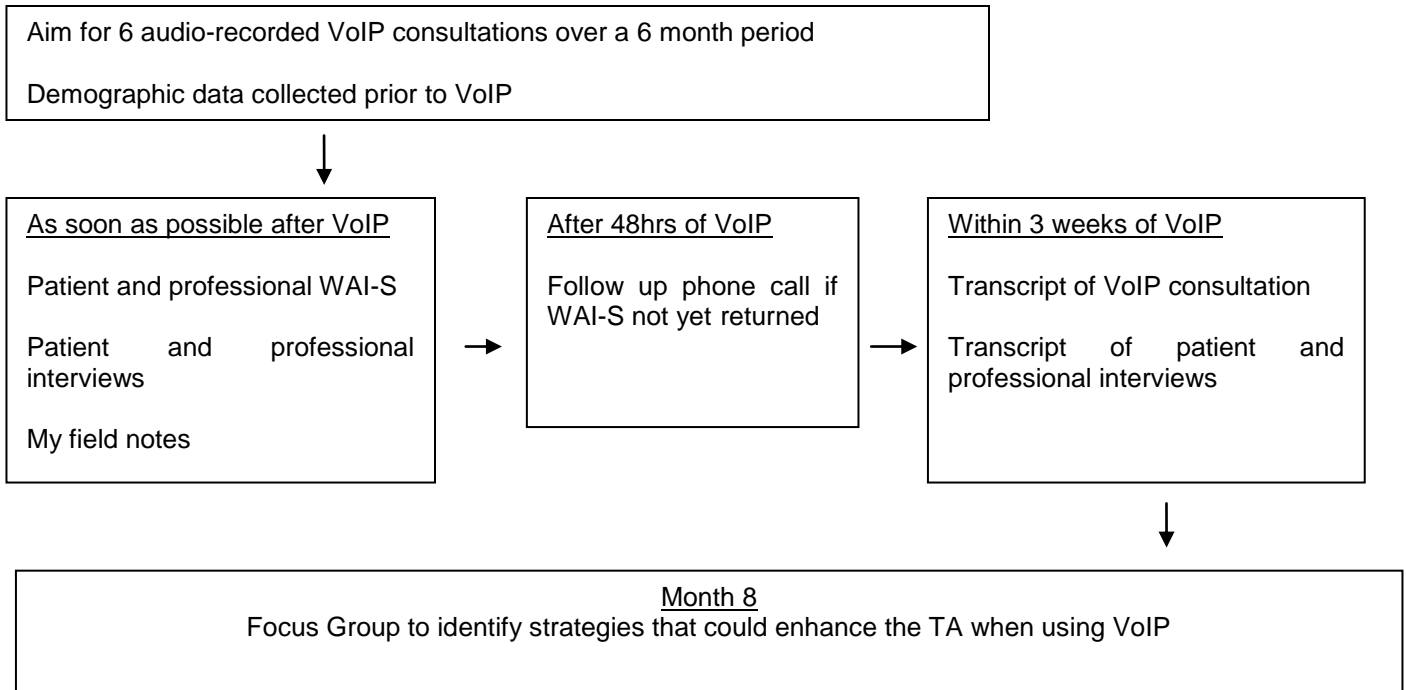 Aim for 6 audio-recorded VoIP consultations over a 6 month period
Demographic data collected prior to VoIP
As soon as possible after VoIP
Patient and professional WAI-S
Patient and professional
interviews
My field notes
After 48hrs of VoIP
Follow up phone call if
WAI-S not yet returned
Within 3 weeks of VoIP
Transcript of VoIP consultation
Transcript of patient and
professional interviews
Month 8
Focus Group to identify strategies that could enhance the TA when using VoIP